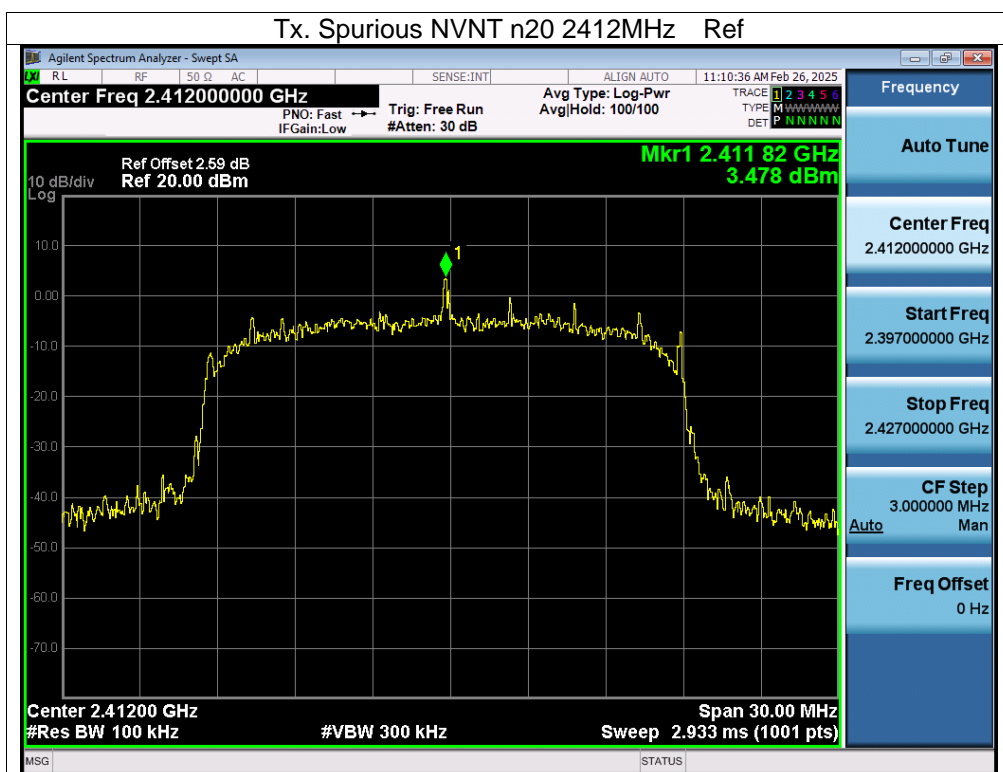 Tx. Spurious NVNT n20 2412MHz Ref
Agilent Spectrum Analyzer - Swept SA
LXI RL RF 50 Ω AC SENSE:INT ALIGN AUTO 11:10:36 AM Feb 26, 2025
Center Freq 2.412000000 GHz
PNO: Fast
IFGain:Low
Trig: Free Run
#Atten: 30 dB
Avg Type: Log-Pwr
Avg|Hold: 100/100
TRACE 1 2 3 4 5 6
TYPE M WWWWW
DET P N N N N N
Mkr1 2.411 82 GHz
3.478 dBm
Ref Offset 2.59 dB
10 dB/div Ref 20.00 dBm
Log
10.0
1
0.00
-10.0
-20.0
-30.0
-40.0
-50.0
-60.0
-70.0
Center 2.41200 GHz Span 30.00 MHz
#Res BW 100 kHz #VBW 300 kHz Sweep 2.933 ms (1001 pts)
MSG STATUS
Frequency
Auto Tune
Center Freq
2.412000000 GHz
Start Freq
2.397000000 GHz
Stop Freq
2.427000000 GHz
CF Step
3.000000 MHz
Auto Man
Freq Offset
0 Hz